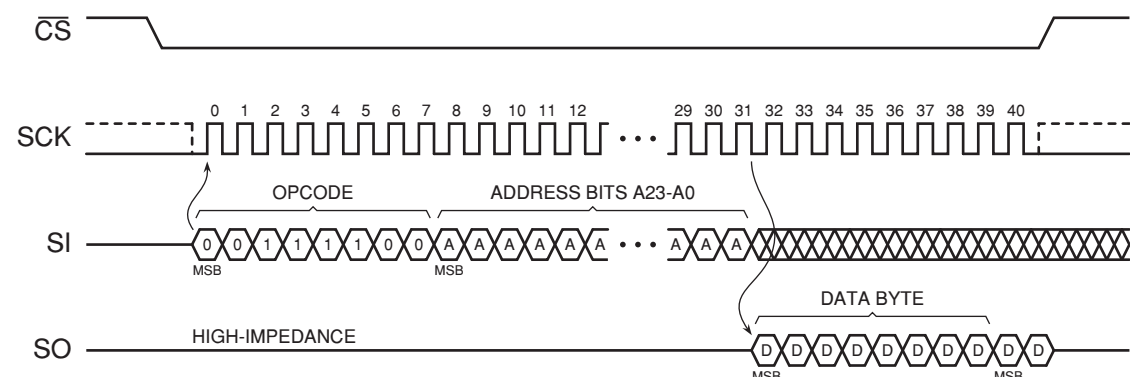 CS
0 1 2 3 4 5 6 7 8 9 10 11 12 29 30 31 32 33 34 35 36 37 38 39 40
SCK
OPCODE ADDRESS BITS A23-A0
SI 0 0 1 1 1 1 0 0 A A A A A A A A A
MSB MSB
DATA BYTE
HIGH-IMPEDANCE
SO D D D D D D D D D D
MSB MSB